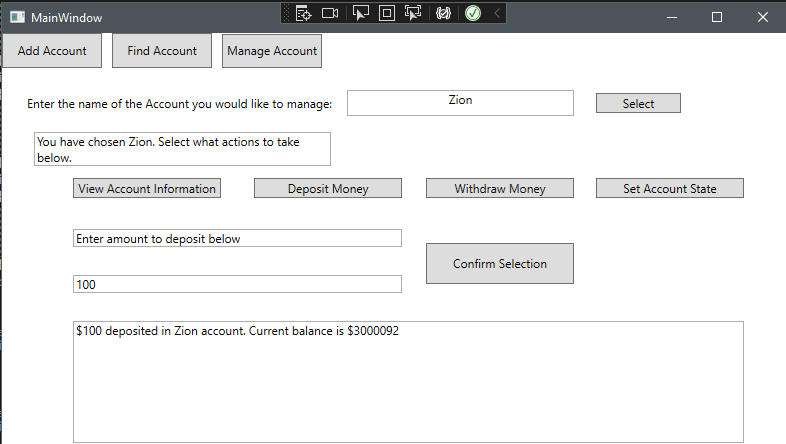 MainWindow
Add Account
Find Account
Manage Account
Enter the name of the Account you would like to manage:
Zion
Select
You have chosen Zion. Select what actions to take
below.
View Account Information
Deposit Money
Withdraw Money
Set Account State
Enter amount to deposit below
Confirm Selection
100
$100 deposited in Zion account. Current balance is $3000092